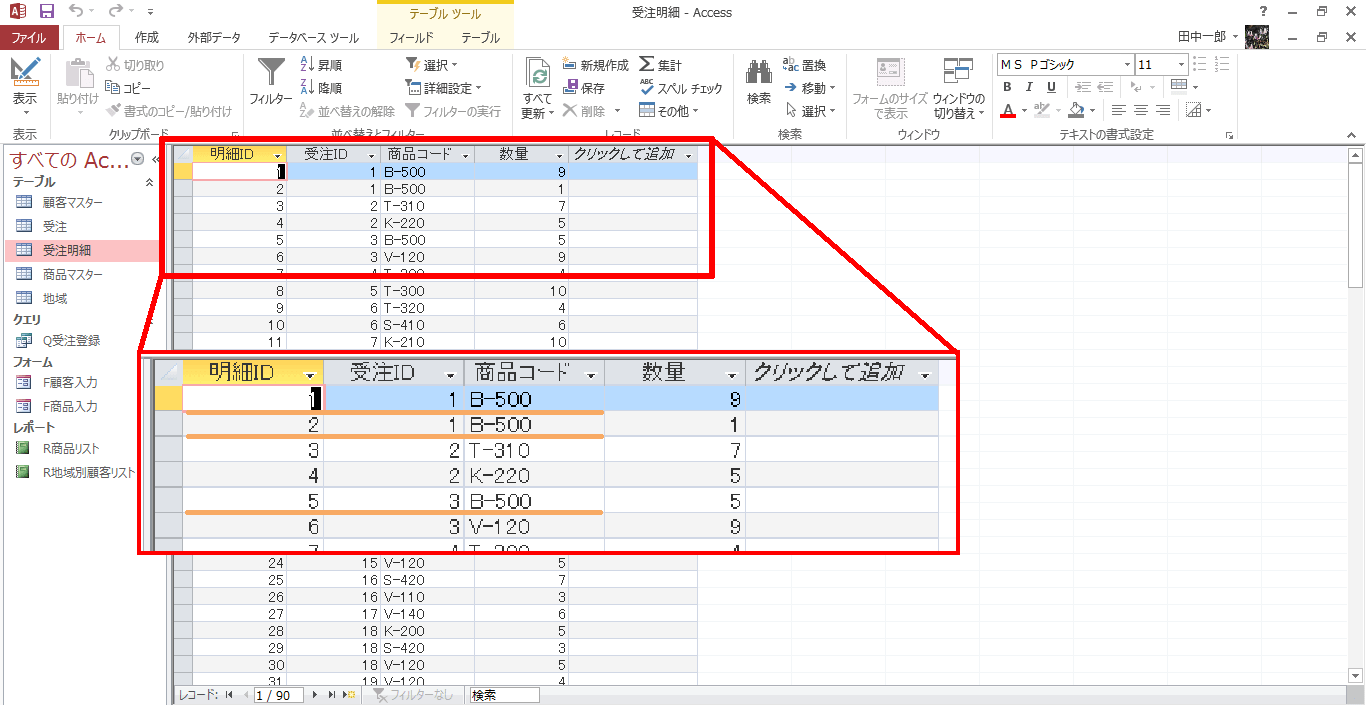 テーブル ツール
受注明細 - Access
ファイル ホーム 作成 外部データ データベース ツール フィールド テーブル 田中一郎
表示
表示
貼り付け
切り取り
コピー
書式のコピー/貼り付け
クリップボード
フィルター
昇順
降順
並べ替えの解除
選択
詳細設定
フィルターの実行
並べ替えとフィルター
すべて
更新
新規作成
保存
削除
集計
スペル チェック
その他
レコード
検索
置換
移動
選択
検索
フォームのサイズ
で表示
ウィンドウの
切り替え
ウィンドウ
MS Pゴシック 11
B I U
テキストの書式設定
すべての Ac...
テーブル
顧客マスター
受注
受注明細
商品マスター
地域
クエリ
Q受注登録
フォーム
F顧客入力
F商品入力
レポート
R商品リスト
R地域別顧客リスト
明細ID 受注ID 商品コード 数量 クリックして追加
1 1 B-500 9
2 1 B-500 1
3 2 T-310 7
4 2 K-220 5
5 3 B-500 5
6 3 V-120 9
8 5 T-300 10
9 6 T-320 4
10 6 S-410 6
11 7 K-210 10
明細ID 受注ID 商品コード 数量 クリックして追加
1 1 B-500 9
2 1 B-500 1
3 2 T-310 7
4 2 K-220 5
5 3 B-500 5
6 3 V-120 9
24 15 V-120 5
25 16 S-420 7
26 16 V-110 3
27 17 V-140 6
28 18 K-200 5
29 18 S-420 3
30 18 V-120 5
31 19 V-120 4
レコード: 1 / 90 フィルターなし 検索